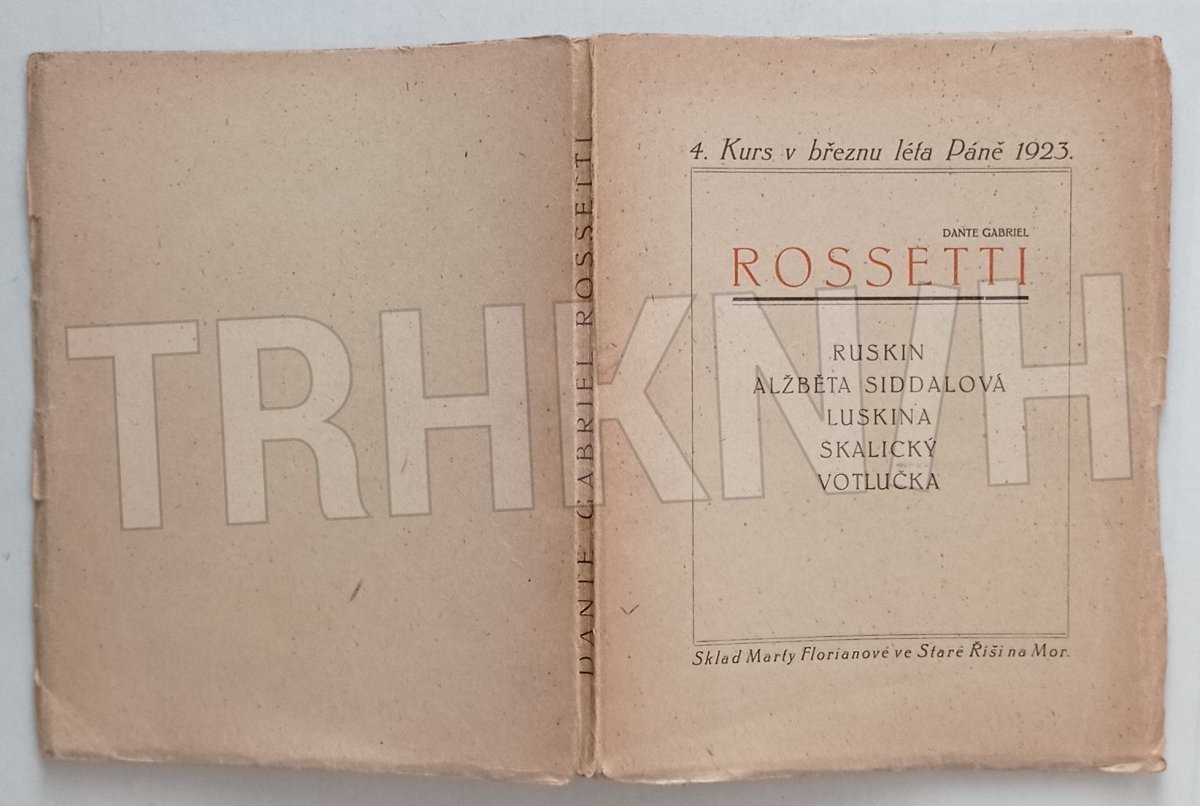 DANTE GABRIEL ROSSETTI
4. Kurs v březnu léta Páně 1923.
DANTE GABRIEL
ROSSETTI
RUSKIN
ALŽBĚTA SIDDALOVÁ
LUSKINA
SKALICKÝ
VOTLUČKA
Sklad Marty Florianové ve Staré Říši na Mor.
TRHKNIH